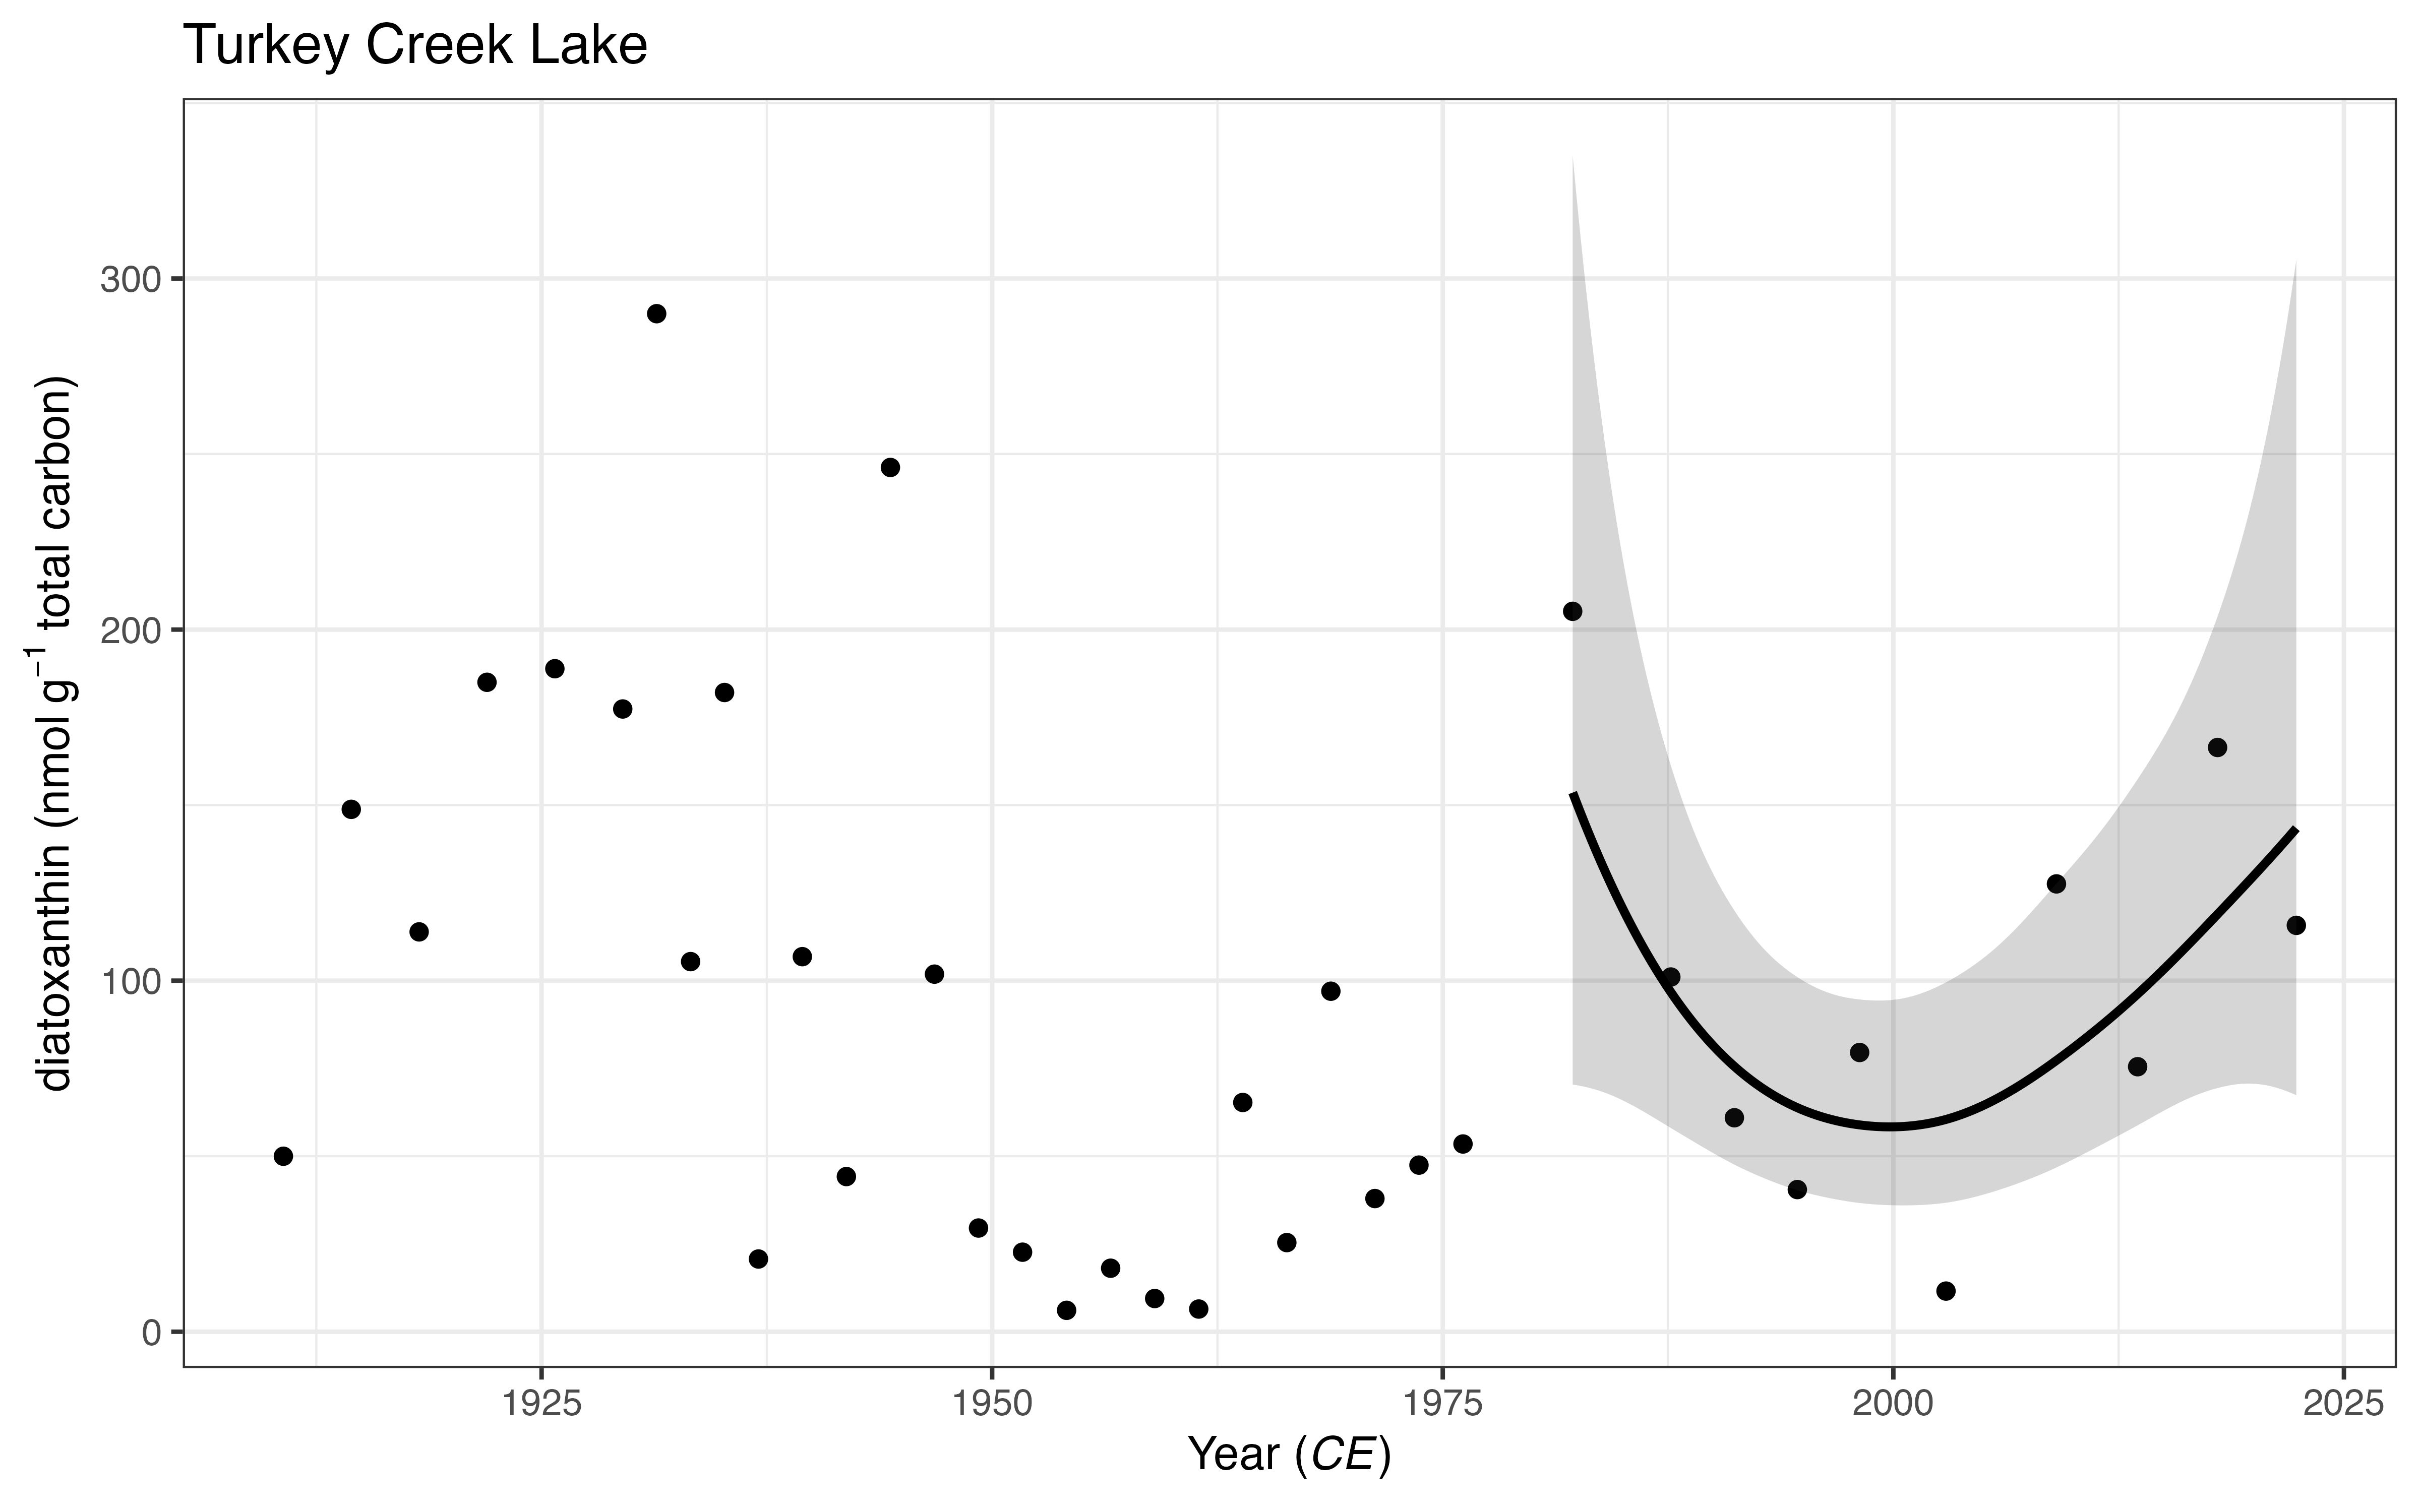 Turkey Creek Lake
diatoxanthin (nmol g⁻¹ total carbon)
300
200
100
0
1925 1950 1975 2000 2025
Year (CE)